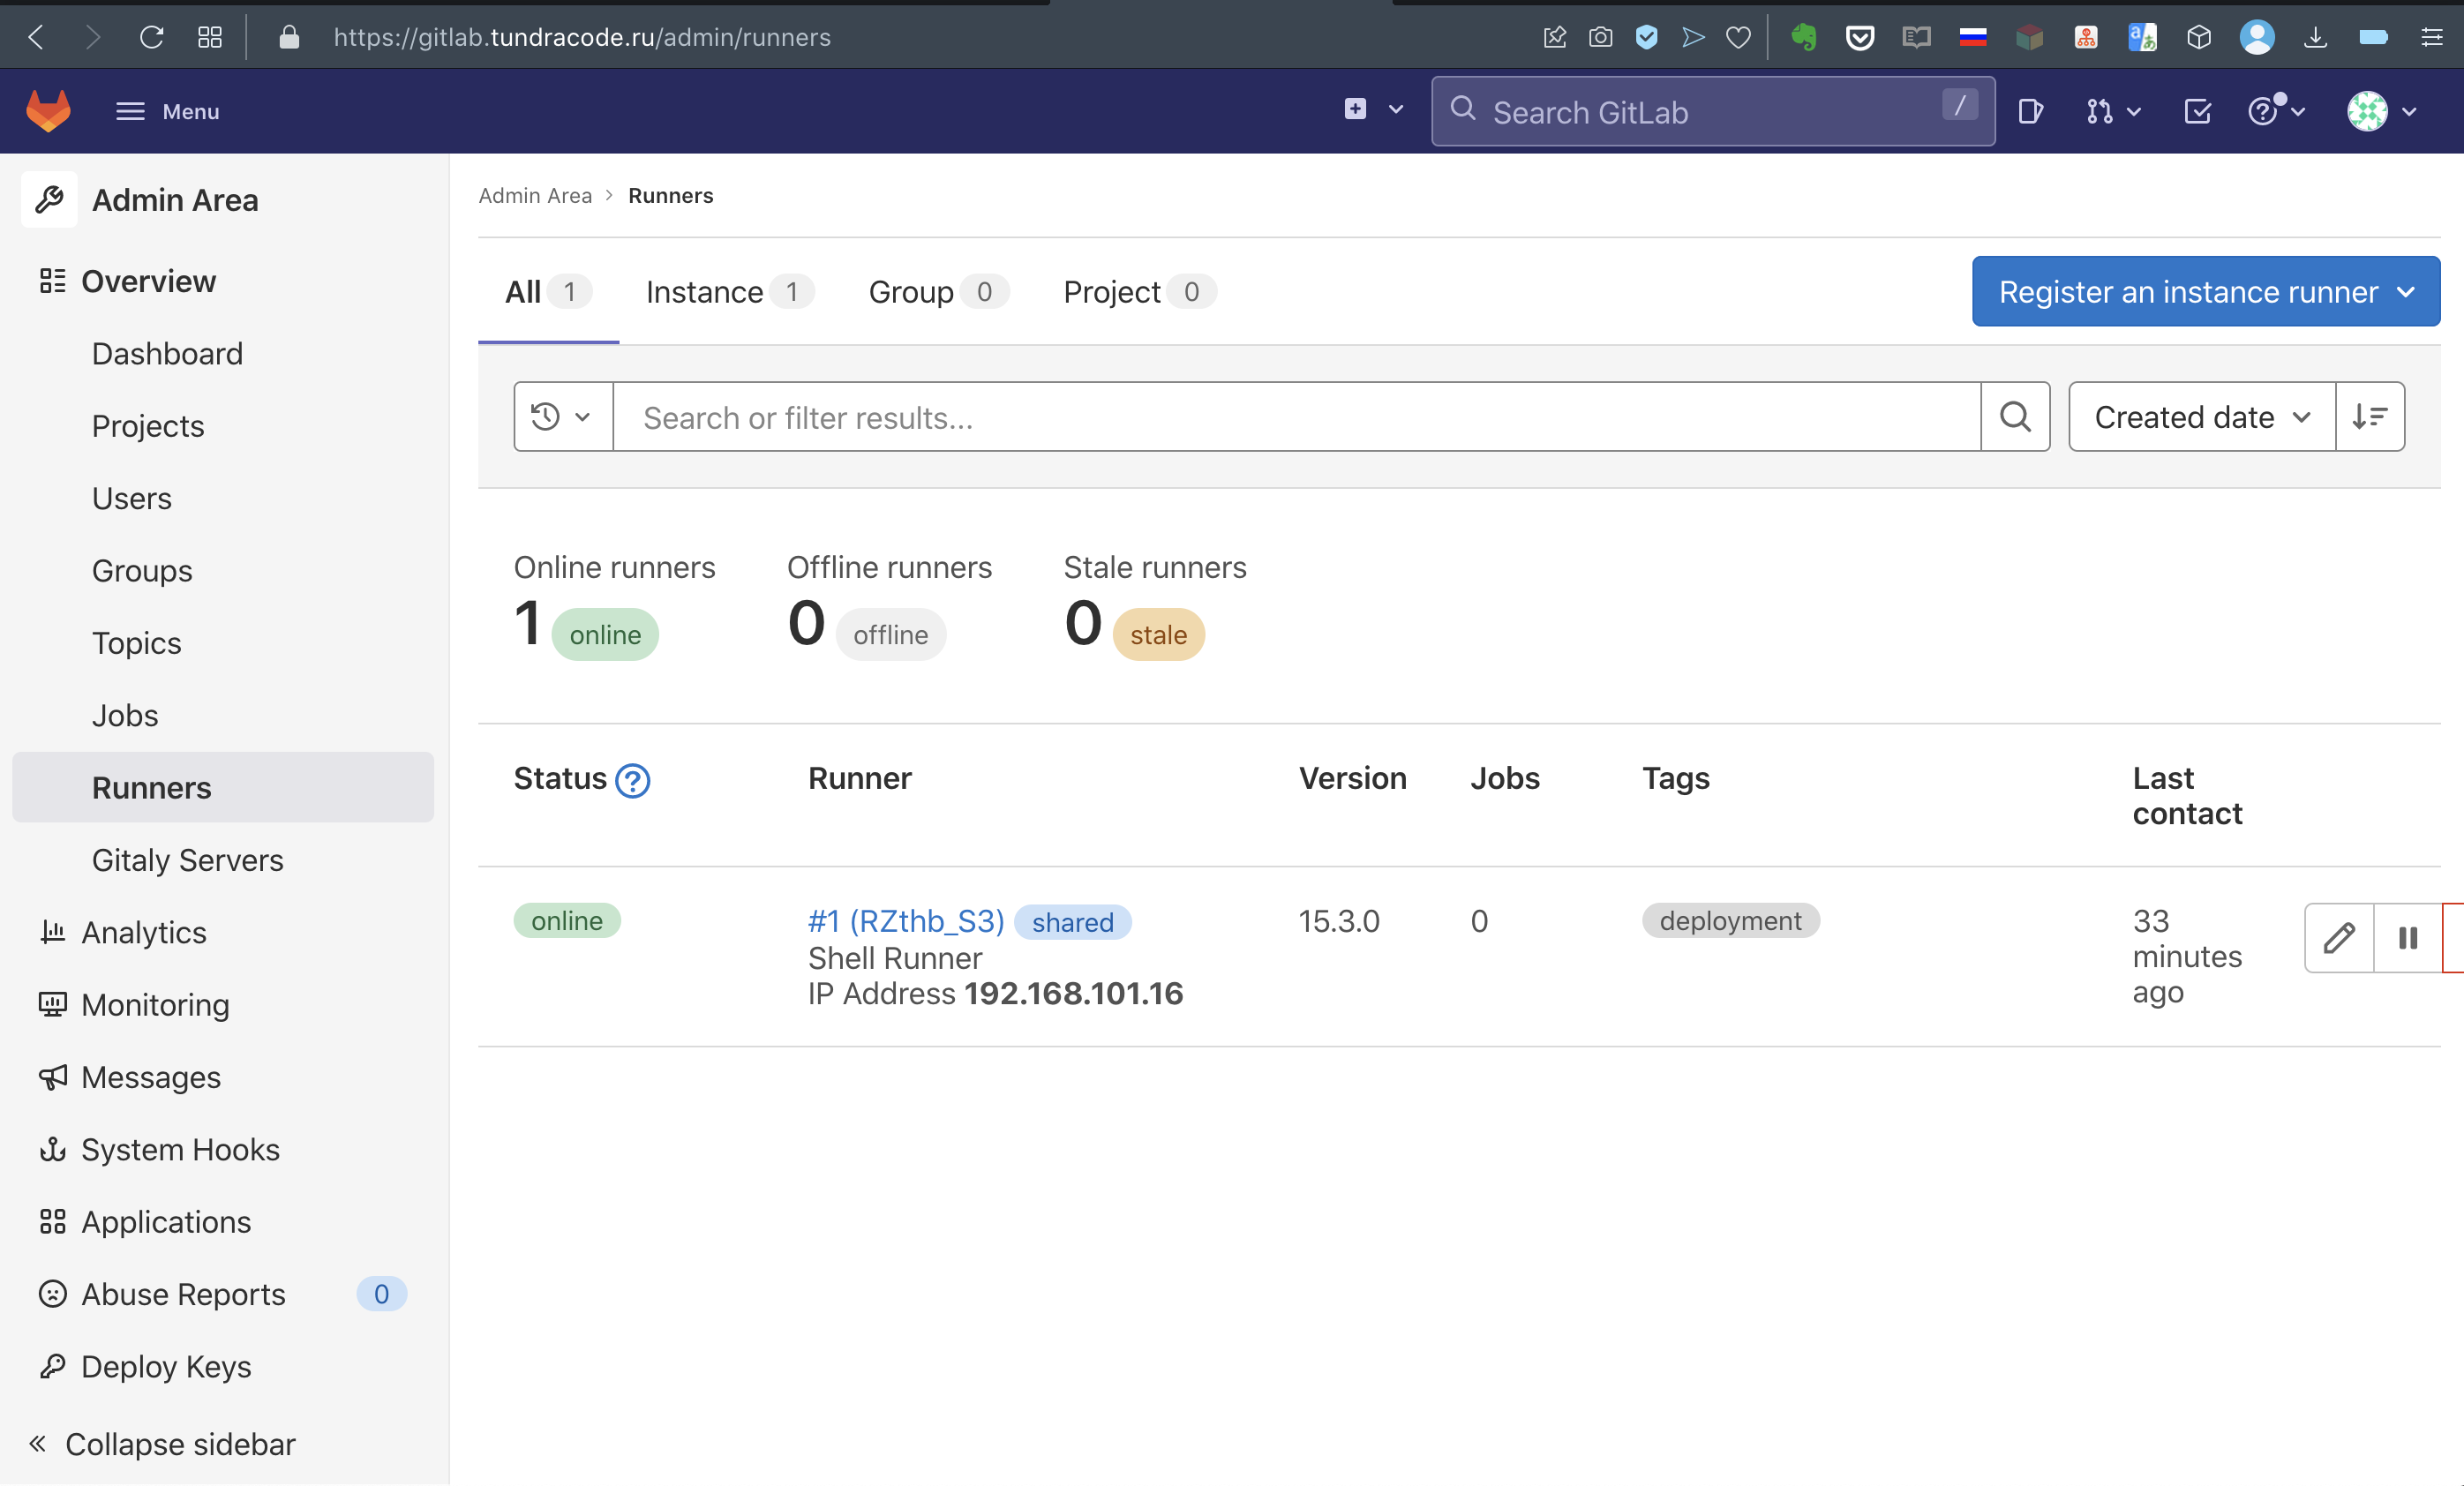 https://gitlab.tundracode.ru/admin/runners
Menu
Search GitLab
/
Admin Area
Overview
Dashboard
Projects
Users
Groups
Topics
Jobs
Runners
Gitaly Servers
Analytics
Monitoring
Messages
System Hooks
Applications
Abuse Reports 0
Deploy Keys
Collapse sidebar
Admin Area > Runners
All 1 Instance 1 Group 0 Project 0
Register an instance runner
Search or filter results...
Created date
Online runners Offline runners Stale runners
1 online 0 offline 0 stale
Status Runner Version Jobs Tags Last
contact
online #1 (RZthb_S3) shared 15.3.0 0 deployment 33
Shell Runner minutes
IP Address 192.168.101.16 ago